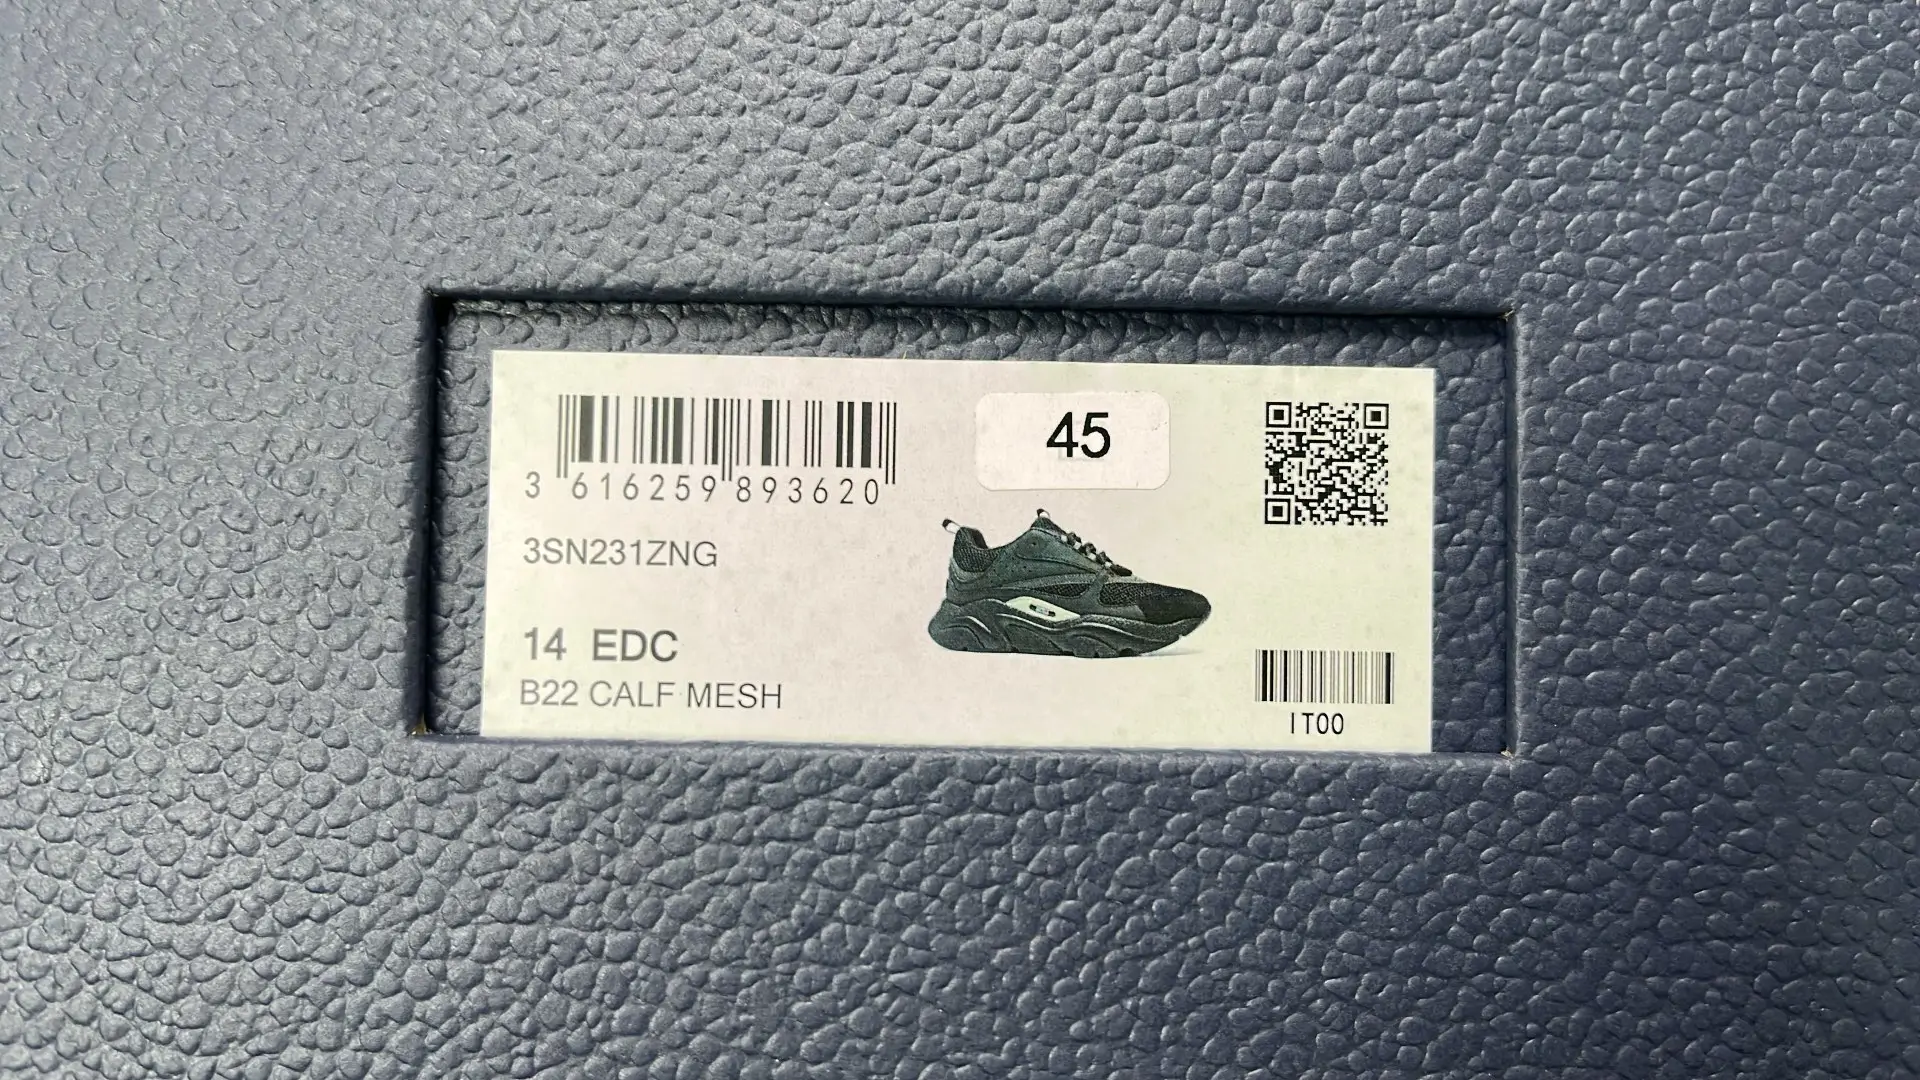 45
3 616259 893620
3SN231ZNG
14 EDC
B22 CALF MESH
IT00